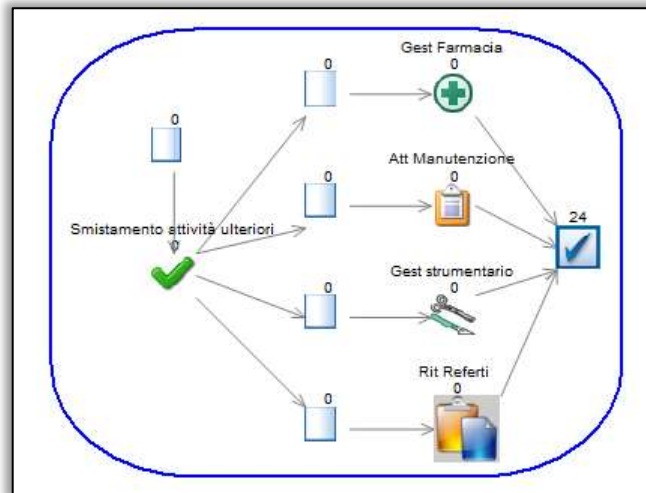 Gest Farmacia
0
0
Att Manutenzione
0
0
0
24
Smistamento attività ulteriori
0
Gest strumentario
0
0
Rit Referti
0
0